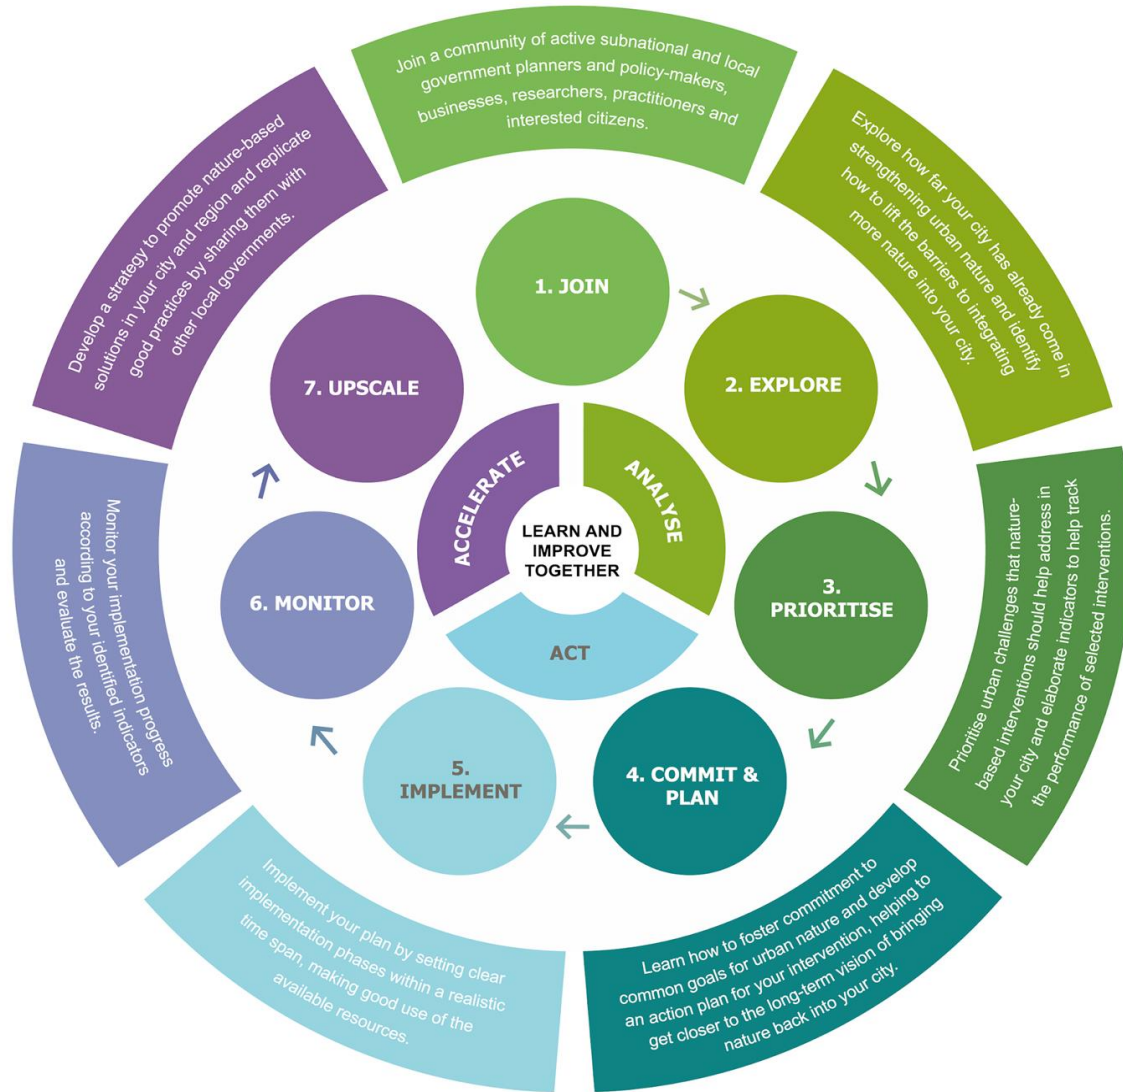 Join a community of active subnational and local
government planners and policy-makers,
businesses, researchers, practitioners and
interested citizens.
Explore how far your city has already come in
strengthening urban nature and identify
how to lift the barriers to integrating
more nature into your city.
Prioritise urban challenges that nature-
based interventions should help address in
your city and elaborate indicators to help track
the performance of selected interventions.
Learn how to foster commitment to
common goals for urban nature and develop
an action plan for your intervention, helping to
get closer to the long-term vision of bringing
nature back into your city.
Implement your plan by setting clear
implementation phases within a realistic
time span, making good use of the
available resources.
Monitor your implementation progress
according to your identified indicators
and evaluate the results.
Develop a strategy to promote nature-based
solutions in your city and region and replicate
good practices by sharing them with
other local governments.
1. JOIN
2. EXPLORE
3.
PRIORITISE
4. COMMIT &
PLAN
5.
IMPLEMENT
6. MONITOR
7. UPSCALE
ANALYSE
ACT
ACCELERATE
LEARN AND
IMPROVE
TOGETHER